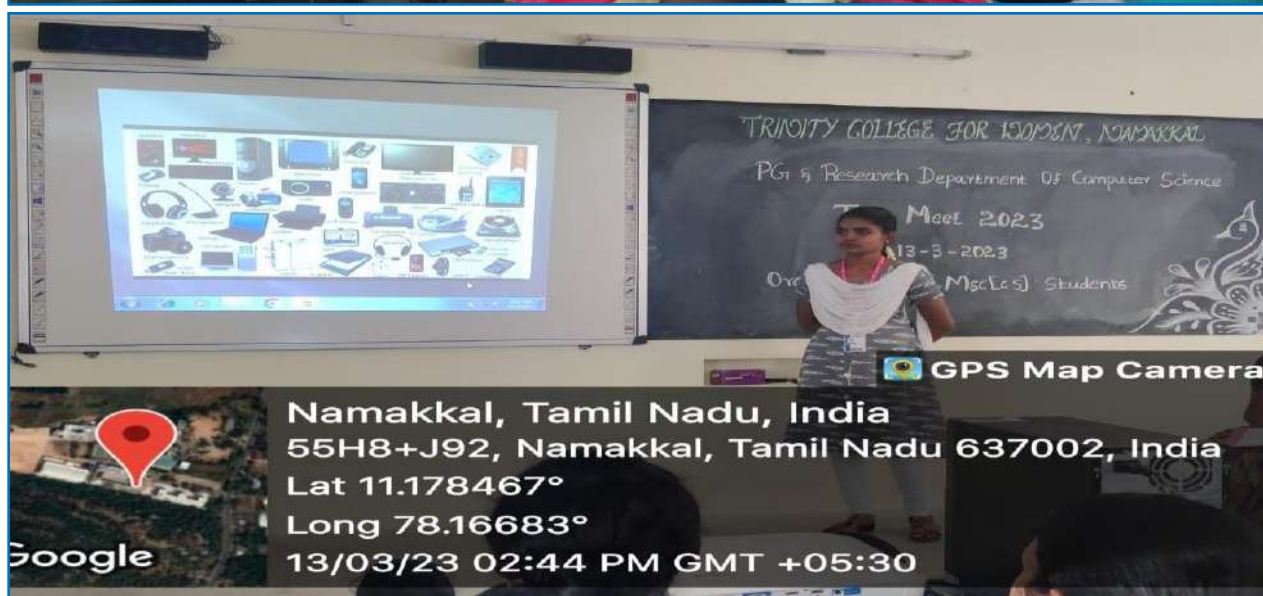 TRINITY COLLEGE FOR WOMEN, NAMAKKAL
PG & Research Department Of Computer Science
Meet 2023
13-3-2023
Msc[cs] Students
GPS Map Camera
Namakkal, Tamil Nadu, India
55H8+J92, Namakkal, Tamil Nadu 637002, India
Lat 11.178467°
Long 78.16683°
13/03/23 02:44 PM GMT +05:30
Google